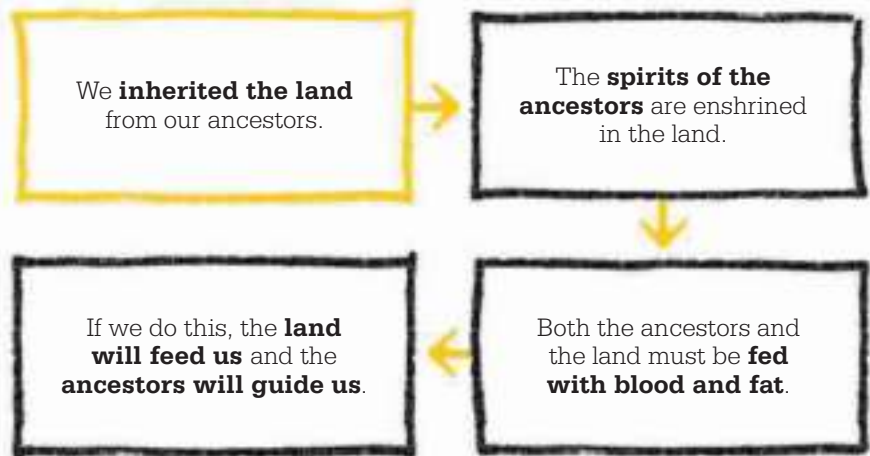 We inherited the land
from our ancestors.
The spirits of the
ancestors are enshrined
in the land.
Both the ancestors and
the land must be fed
with blood and fat.
If we do this, the land
will feed us and the
ancestors will guide us.